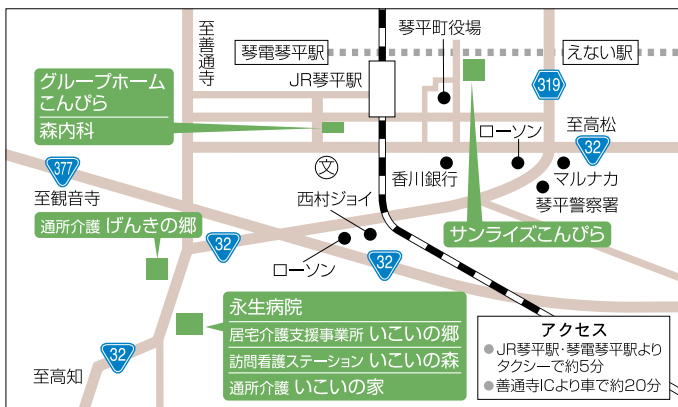 至善通寺
琴電琴平駅
琴平町役場
えない駅
JR琴平駅
319
グループホーム
こんぴら
森内科
ローソン
至高松
32
377
文
香川銀行
マルナカ
至観音寺
琴平警察署
西村ジョイ
通所介護 げんきの郷
サンライズこんぴら
32
ローソン
32
永生病院
居宅介護支援事業所 いこいの郷
訪問看護ステーション いこいの森
通所介護 いこいの家
32
至高知
アクセス
●JR琴平駅・琴電琴平駅より
タクシーで約5分
●善通寺ICより車で約20分